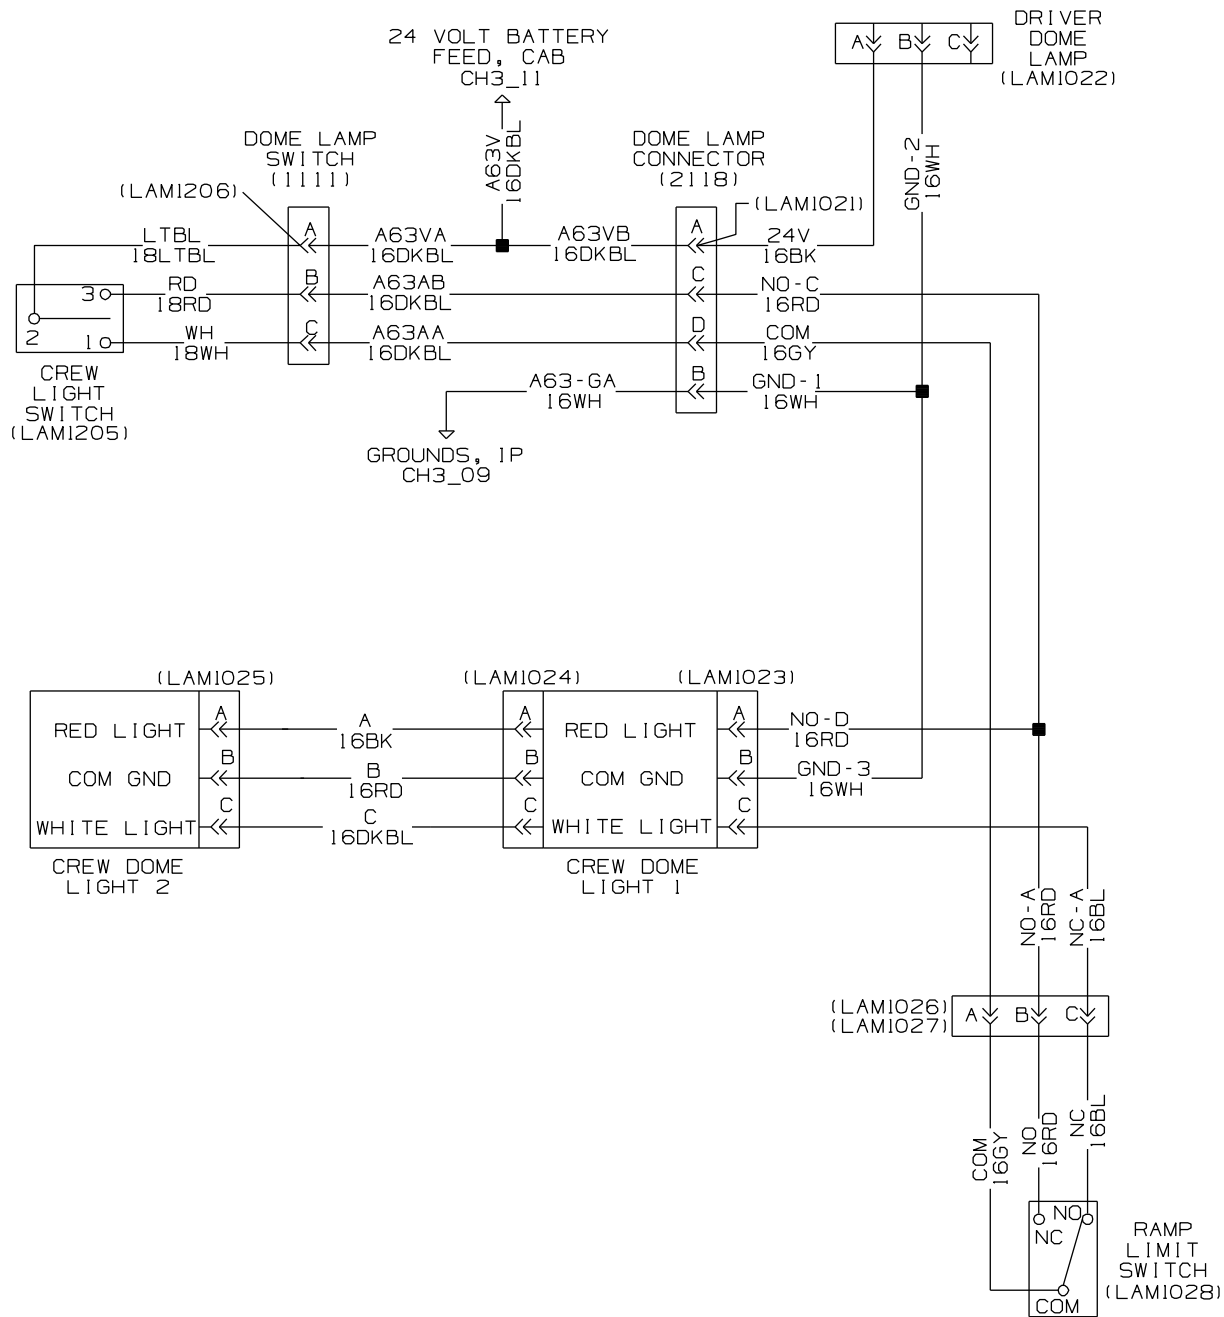 24 VOLT BATTERY
FEED, CAB
CH3_11
A63V
16DKBL
DRIVER
DOME
LAMP
(LAM1022)
A
B
C
GND-2
16WH
DOME LAMP
SWITCH
(1111)
(LAM1206)
DOME LAMP
CONNECTOR
(2118)
(LAM1021)
LTBL
18LTBL
A
A63VA
16DKBL
A63VB
16DKBL
A
24V
16BK
3
RD
18RD
B
A63AB
16DKBL
C
NO-C
16RD
2
1
WH
18WH
C
A63AA
16DKBL
D
COM
16GY
CREW
LIGHT
SWITCH
(LAM1205)
A63-GA
16WH
B
GND-1
16WH
GROUNDS, IP
CH3_09
(LAM1025)
(LAM1024)
(LAM1023)
RED LIGHT
A
A
16BK
A
RED LIGHT
A
NO-D
16RD
COM GND
B
B
16RD
B
COM GND
B
GND-3
16WH
WHITE LIGHT
C
C
16DKBL
C
WHITE LIGHT
C
CREW DOME
LIGHT 2
CREW DOME
LIGHT 1
NO-A
16RD
NC-A
16BL
(LAM1026)
(LAM1027)
A
B
C
COM
16GY
NO
16RD
NC
16BL
NO
NC
COM
RAMP
LIMIT
SWITCH
(LAM1028)